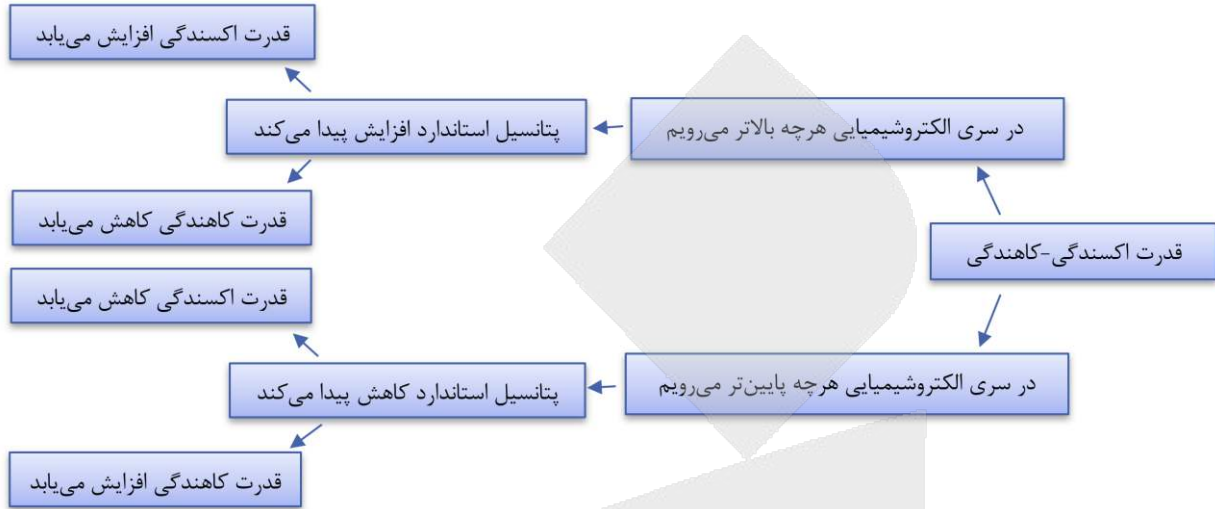 قدرت اکسندگی-کاهندگی
در سری الکتروشیمیایی هرچه بالاتر می‌رویم
پتانسیل استاندارد افزایش پیدا می‌کند
قدرت اکسندگی افزایش می‌یابد
قدرت کاهندگی کاهش می‌یابد
در سری الکتروشیمیایی هرچه پایین‌تر می‌رویم
پتانسیل استاندارد کاهش پیدا می‌کند
قدرت اکسندگی کاهش می‌یابد
قدرت کاهندگی افزایش می‌یابد